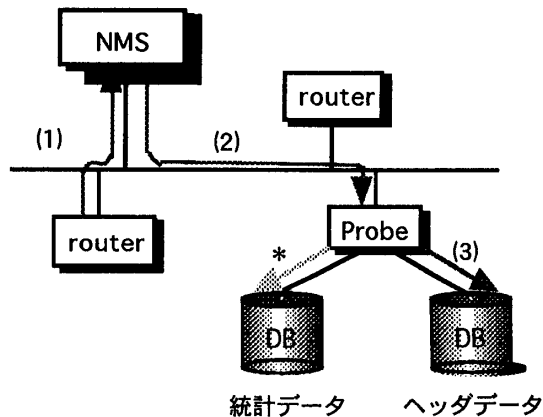 NMS
router
(1)
(2)
router
Probe
*
(3)
DB
DB
統計データ
ヘッダデータ